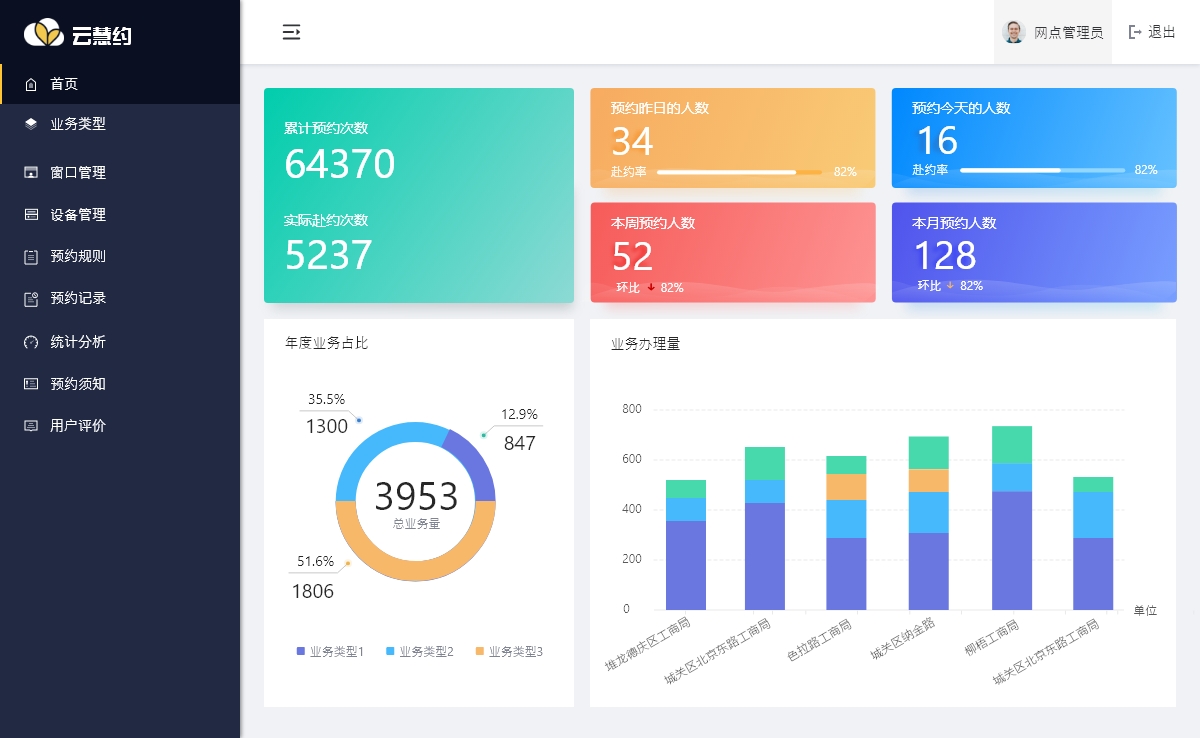 云慧约
首页
业务类型
窗口管理
设备管理
预约规则
预约记录
统计分析
预约须知
用户评价
网点管理员
退出
累计预约次数
64370
实际赴约次数
5237
预约昨日的人数
34
赴约率 82%
预约今天的人数
16
赴约率 82%
本周预约人数
52
环比 82%
本月预约人数
128
环比 82%
年度业务占比
35.5%
1300
12.9%
847
3953
总业务量
51.6%
1806
业务类型1 业务类型2 业务类型3
业务办理量
800
600
400
200
0
单位
堆龙德庆区工商局
城关区北京东路工商局
色拉路工商局
城关区纳金路
柳梧工商局
城关区北京东路工商局